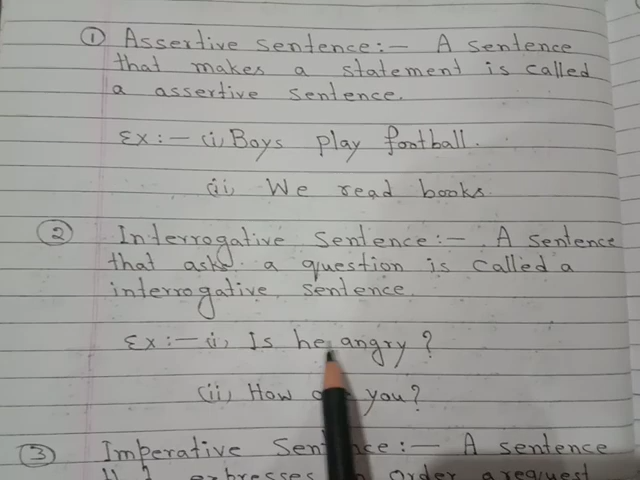 ① Assertive sentence:- A sentence
that makes a statement is called
a assertive sentence.
Ex:- (i) Boys play football.
(ii) We read books.
② Interrogative Sentence:- A sentence
that asks a question is called a
interrogative sentence.
Ex:- (i) Is he angry?
(ii) How you?
③ Imperative Sentence:- A sentence
expresses order a request